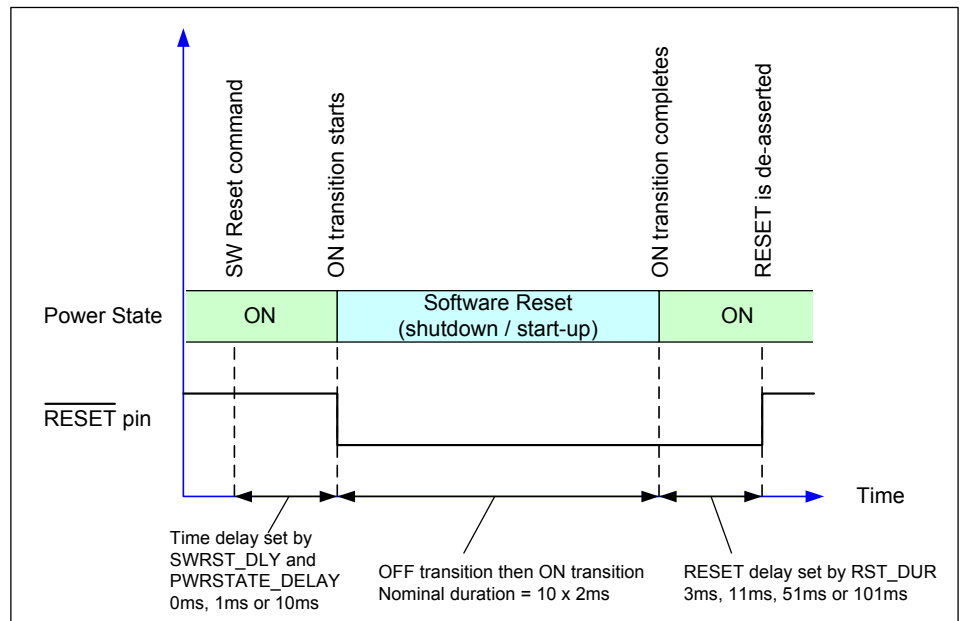 SW Reset command
ON transition starts
ON transition completes
RESET is de-asserted
Power State
ON
Software Reset
(shutdown / start-up)
ON
RESET pin
Time
Time delay set by
SWRST_DLY and
PWRSTATE_DELAY
0ms, 1ms or 10ms
OFF transition then ON transition
Nominal duration = 10 x 2ms
RESET delay set by RST_DUR
3ms, 11ms, 51ms or 101ms